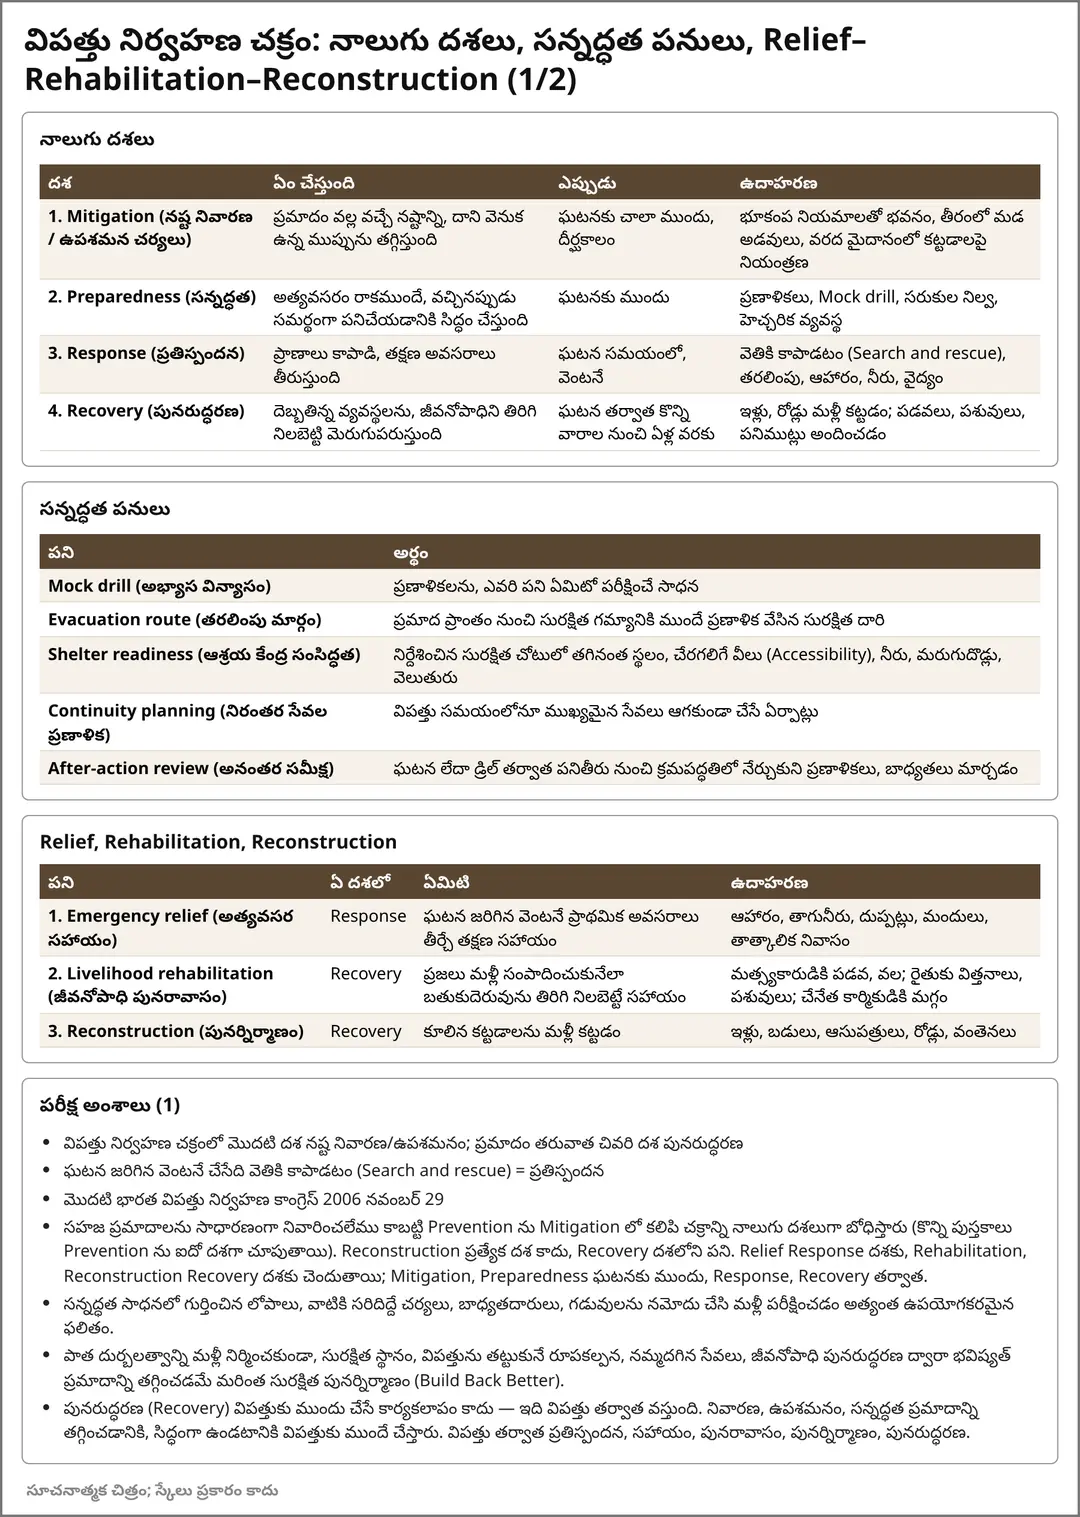 విపత్తు నిర్వహణ చక్రం: నాలుగు దశలు, సన్నద్ధత పనులు, Relief–
Rehabilitation–Reconstruction (1/2)
నాలుగు దశలు
దశ ఏం చేస్తుంది ఎప్పుడు ఉదాహరణ
1. Mitigation (నష్ట నివారణ ప్రమాదం వల్ల వచ్చే నష్టాన్ని, దాని వెనుక ఘటనకు చాలా ముందు, భూకంప నియమాలతో భవనం, తీరంలో మడ
/ ఉపశమన చర్యలు) ఉన్న ముప్పును తగ్గిస్తుంది దీర్ఘకాలం అడవులు, వరద మైదానంలో కట్టడాలపై
నియంత్రణ
2. Preparedness (సన్నద్ధత) అత్యవసరం రాకముందే, వచ్చినప్పుడు ఘటనకు ముందు ప్రణాళికలు, Mock drill, సరుకుల నిల్వ,
సమర్థంగా పనిచేయడానికి సిద్ధం చేస్తుంది హెచ్చరిక వ్యవస్థ
3. Response (ప్రతిస్పందన) ప్రాణాలు కాపాడి, తక్షణ అవసరాలు ఘటన సమయంలో, వెతికి కాపాడటం (Search and rescue),
తీరుస్తుంది వెంటనే తరలింపు, ఆహారం, నీరు, వైద్యం
4. Recovery (పునరుద్ధరణ) దెబ్బతిన్న వ్యవస్థలను, జీవనోపాధిని తిరిగి ఘటన తర్వాత కొన్ని ఇళ్లు, రోడ్లు మళ్లీ కట్టడం; పడవలు, పశువులు,
నిలబెట్టి మెరుగుపరుస్తుంది వారాల నుంచి ఏళ్ల వరకు పనిముట్లు అందించడం
సన్నద్ధత పనులు
పని అర్థం
Mock drill (అభ్యాస విన్యాసం) ప్రణాళికలను, ఎవరి పని ఏమిటో పరీక్షించే సాధన
Evacuation route (తరలింపు మార్గం) ప్రమాద ప్రాంతం నుంచి సురక్షిత గమ్యానికి ముందే ప్రణాళిక వేసిన సురక్షిత దారి
Shelter readiness (ఆశ్రయ కేంద్ర సంసిద్ధత) నిర్దేశించిన సురక్షిత చోటులో తగినంత స్థలం, చేరగలిగే వీలు (Accessibility), నీరు, మరుగుదొడ్లు,
వెలుతురు
Continuity planning (నిరంతర సేవల విపత్తు సమయంలోనూ ముఖ్యమైన సేవలు ఆగకుండా చేసే ఏర్పాట్లు
ప్రణాళిక)
After-action review (అనంతర సమీక్ష) ఘటన లేదా డ్రిల్ తర్వాత పనితీరు నుంచి క్రమపద్ధతిలో నేర్చుకుని ప్రణాళికలు, బాధ్యతలు మార్చడం
Relief, Rehabilitation, Reconstruction
పని ఏ దశలో ఏమిటి ఉదాహరణ
1. Emergency relief (అత్యవసర Response ఘటన జరిగిన వెంటనే ప్రాథమిక అవసరాలు ఆహారం, తాగునీరు, దుప్పట్లు, మందులు,
సహాయం) తీర్చే తక్షణ సహాయం తాత్కాలిక నివాసం
2. Livelihood rehabilitation Recovery ప్రజలు మళ్లీ సంపాదించుకునేలా మత్స్యకారుడికి పడవ, వల; రైతుకు విత్తనాలు,
(జీవనోపాధి పునరావాసం) బతుకుదెరువును తిరిగి నిలబెట్టే సహాయం పశువులు; చేనేత కార్మికుడికి మగ్గం
3. Reconstruction (పునర్నిర్మాణం) Recovery కూలిన కట్టడాలను మళ్లీ కట్టడం ఇళ్లు, బడులు, ఆసుపత్రులు, రోడ్లు, వంతెనలు
పరీక్ష అంశాలు (1)
• విపత్తు నిర్వహణ చక్రంలో మొదటి దశ నష్ట నివారణ/ఉపశమనం; ప్రమాదం తరువాత చివరి దశ పునరుద్ధరణ
• ఘటన జరిగిన వెంటనే చేసేది వెతికి కాపాడటం (Search and rescue) = ప్రతిస్పందన
• మొదటి భారత విపత్తు నిర్వహణ కాంగ్రెస్ 2006 నవంబర్ 29
• సహజ ప్రమాదాలను సాధారణంగా నివారించలేము కాబట్టి Prevention ను Mitigation లో కలిపి చక్రాన్ని నాలుగు దశలుగా బోధిస్తారు (కొన్ని పుస్తకాలు
Prevention ను ఐదో దశగా చూపుతాయి). Reconstruction ప్రత్యేక దశ కాదు, Recovery దశలోని పని. Relief Response దశకు, Rehabilitation,
Reconstruction Recovery దశకు చెందుతాయి; Mitigation, Preparedness ఘటనకు ముందు, Response, Recovery తర్వాత.
• సన్నద్ధత సాధనలో గుర్తించిన లోపాలు, వాటికి సరిదిద్దే చర్యలు, బాధ్యతదారులు, గడువులను నమోదు చేసి మళ్లీ పరీక్షించడం అత్యంత ఉపయోగకరమైన
ఫలితం.
• పాత దుర్బలత్వాన్ని మళ్లీ నిర్మించకుండా, సురక్షిత స్థానం, విపత్తును తట్టుకునే రూపకల్పన, నమ్మదగిన సేవలు, జీవనోపాధి పునరుద్ధరణ ద్వారా భవిష్యత్
ప్రమాదాన్ని తగ్గించడమే మరింత సురక్షిత పునర్నిర్మాణం (Build Back Better).
• పునరుద్ధరణ (Recovery) విపత్తుకు ముందు చేసే కార్యకలాపం కాదు — ఇది విపత్తు తర్వాత వస్తుంది. నివారణ, ఉపశమనం, సన్నద్ధత ప్రమాదాన్ని
తగ్గించడానికి, సిద్ధంగా ఉండటానికి విపత్తుకు ముందే చేస్తారు. విపత్తు తర్వాత ప్రతిస్పందన, సహాయం, పునరావాసం, పునర్నిర్మాణం, పునరుద్ధరణ.
సూచనాత్మక చిత్రం; స్కేలు ప్రకారం కాదు